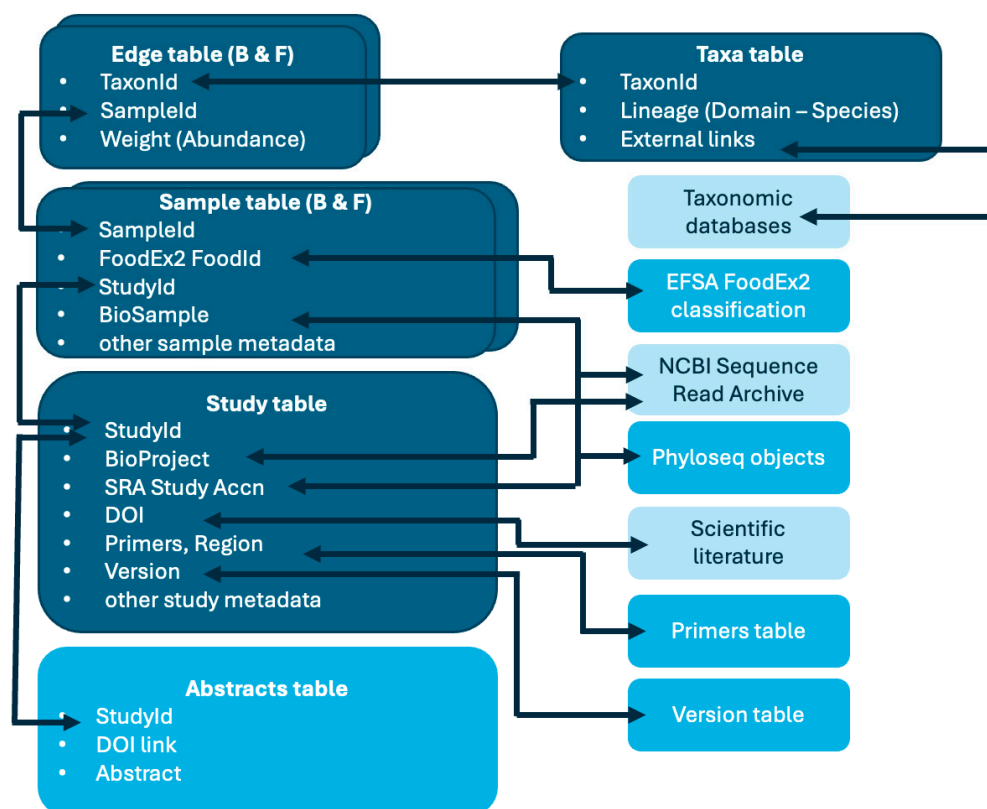 Edge table (B & F)
• TaxonId
• SampleId
• Weight (Abundance)
Taxa table
• TaxonId
• Lineage (Domain – Species)
• External links
Sample table (B & F)
• SampleId
• FoodEx2 FoodId
• StudyId
• BioSample
• other sample metadata
Taxonomic
databases
EFSA FoodEx2
classification
NCBI Sequence
Read Archive
Phyloseq objects
Scientific
literature
Primers table
Version table
Study table
• StudyId
• BioProject
• SRA Study Accn
• DOI
• Primers, Region
• Version
• other study metadata
Abstracts table
• StudyId
• DOI link
• Abstract